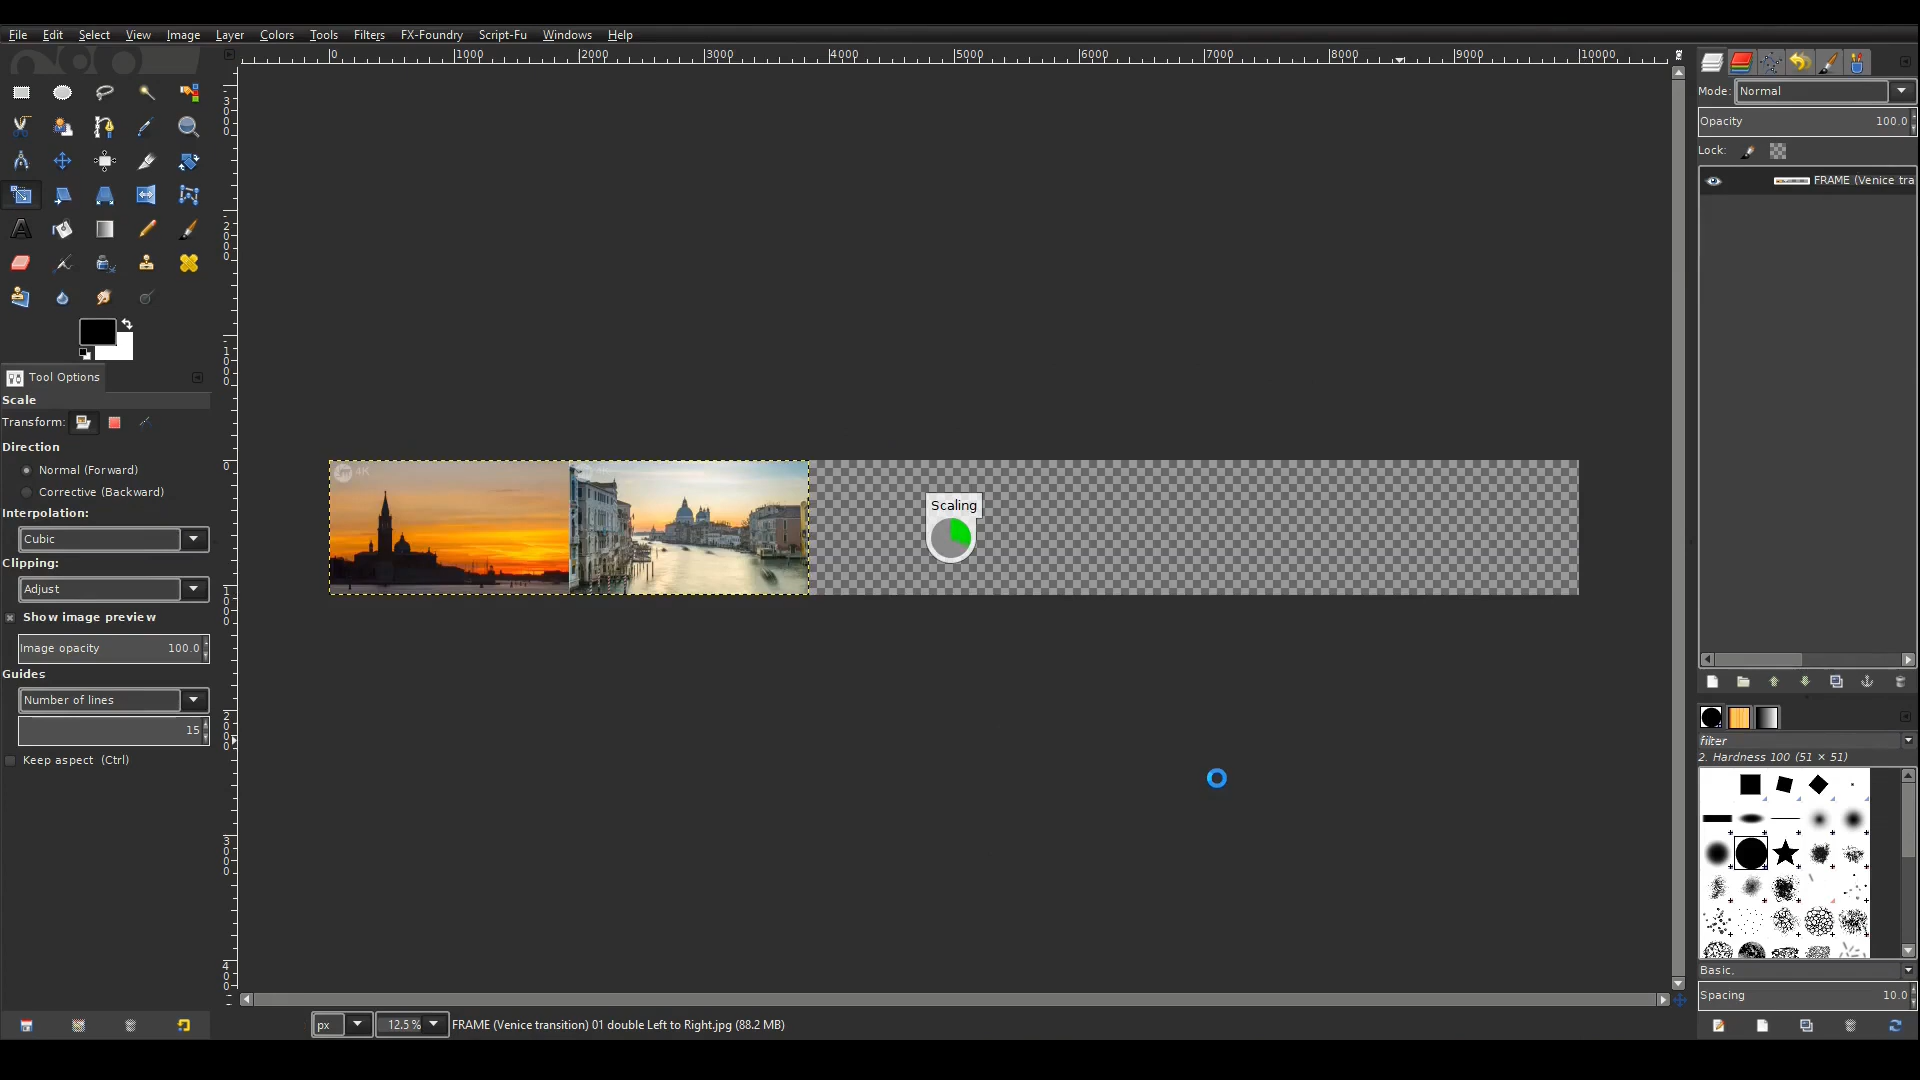 File Edit Select View Image Layer Colors Tools Filters FX-Foundry Script-Fu Windows Help
0 1000 2000 3000 4000 5000 6000 7000 8000 9000 10000
Mode: Normal
Opacity 100.0
Lock:
FRAME (Venice tra
4K
Scaling
Tool Options
Scale
Transform:
Direction
Normal (Forward)
Corrective (Backward)
Interpolation:
Cubic
Clipping:
Adjust
Show image preview
Image opacity 100.0
Guides
Number of lines
15
Keep aspect (Ctrl)
filter
2. Hardness 100 (51 × 51)
Basic,
Spacing 10.0
px 12.5 % FRAME (Venice transition) 01 double Left to Right.jpg (88.2 MB)